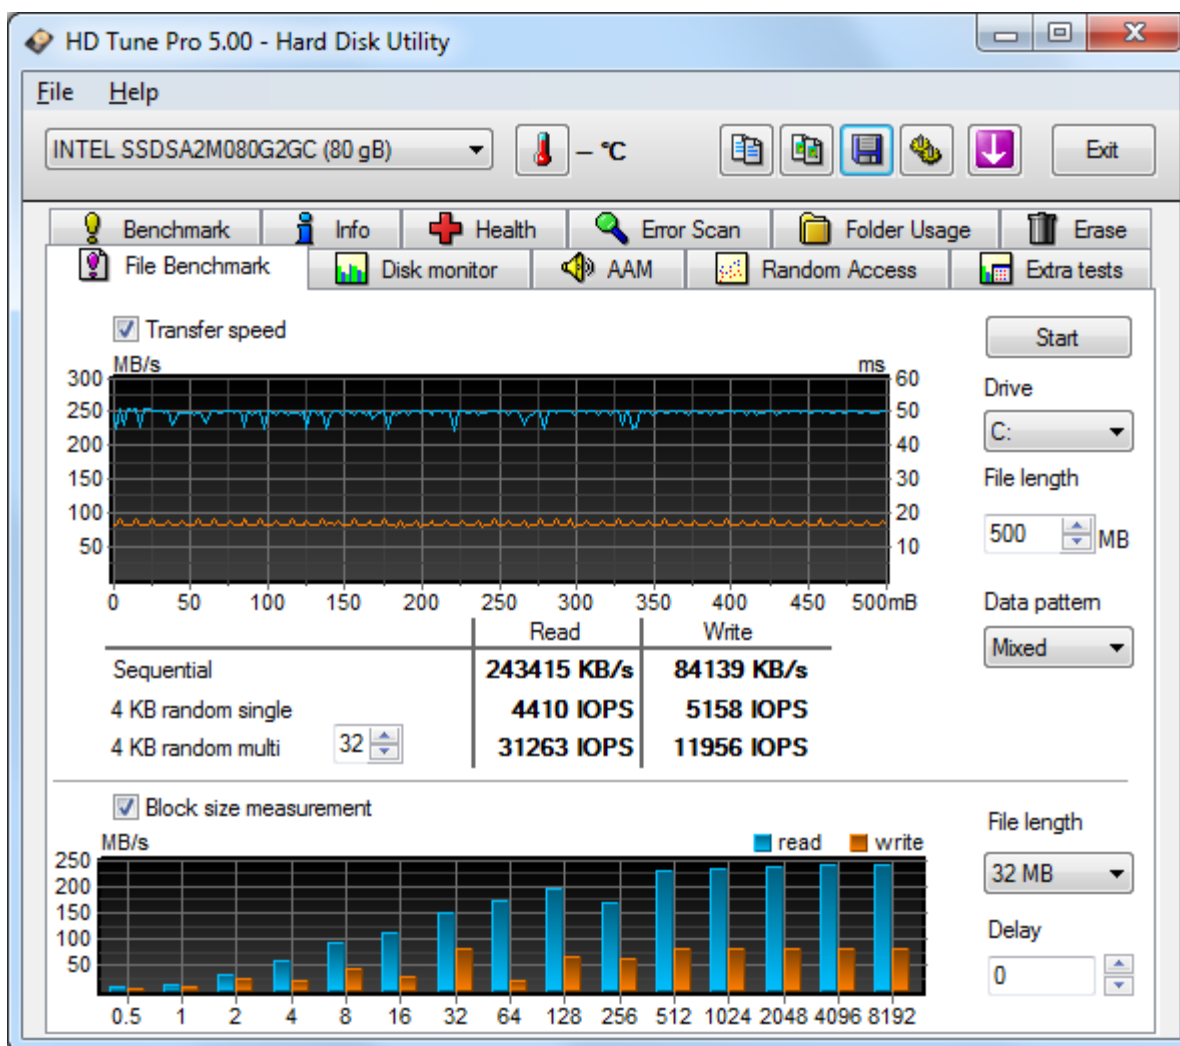 HD Tune Pro 5.00 - Hard Disk Utility
File Help
INTEL SSDSA2M080G2GC (80 gB) – °C Exit
Benchmark Info Health Error Scan Folder Usage Erase
File Benchmark Disk monitor AAM Random Access Extra tests
Transfer speed Start
MB/s ms
300 60
Drive
250 50
C:
200 40
150 30 File length
100 20
500 MB
50 10
0 50 100 150 200 250 300 350 400 450 500mB Data pattern
Read Write
Mixed
Sequential 243415 KB/s 84139 KB/s
4 KB random single 4410 IOPS 5158 IOPS
4 KB random multi 32 31263 IOPS 11956 IOPS
Block size measurement
File length
MB/s read write
250
32 MB
200
150
100
Delay
50
0
0.5 1 2 4 8 16 32 64 128 256 512 1024 2048 4096 8192